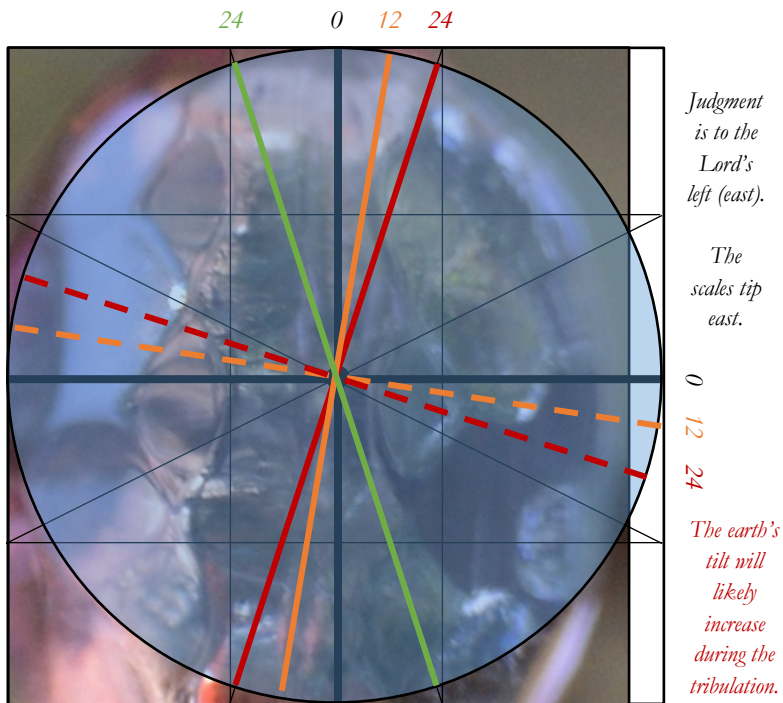 24 0 12 24
Judgment
is to the
Lord's
left (east).
The
scales tip
east.
0
12
24
The earth's
tilt will
likely
increase
during the
tribulation.